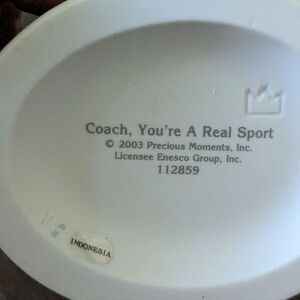 Coach, You're A Real Sport
© 2003 Precious Moments, Inc.
Licensee Enesco Group, Inc.
112859
INDONESIA